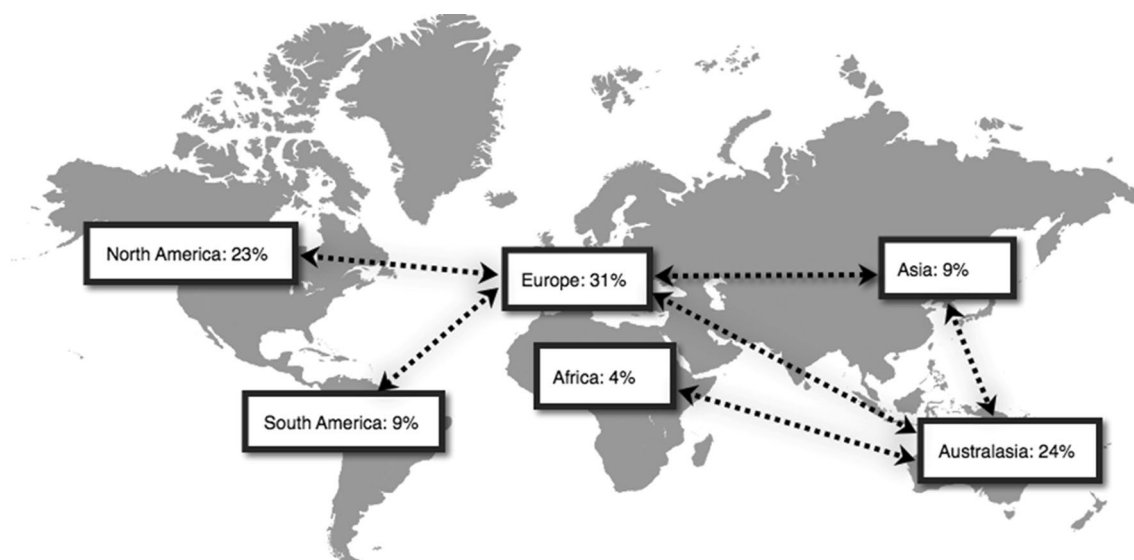 North America: 23%
Europe: 31%
Asia: 9%
Africa: 4%
South America: 9%
Australasia: 24%